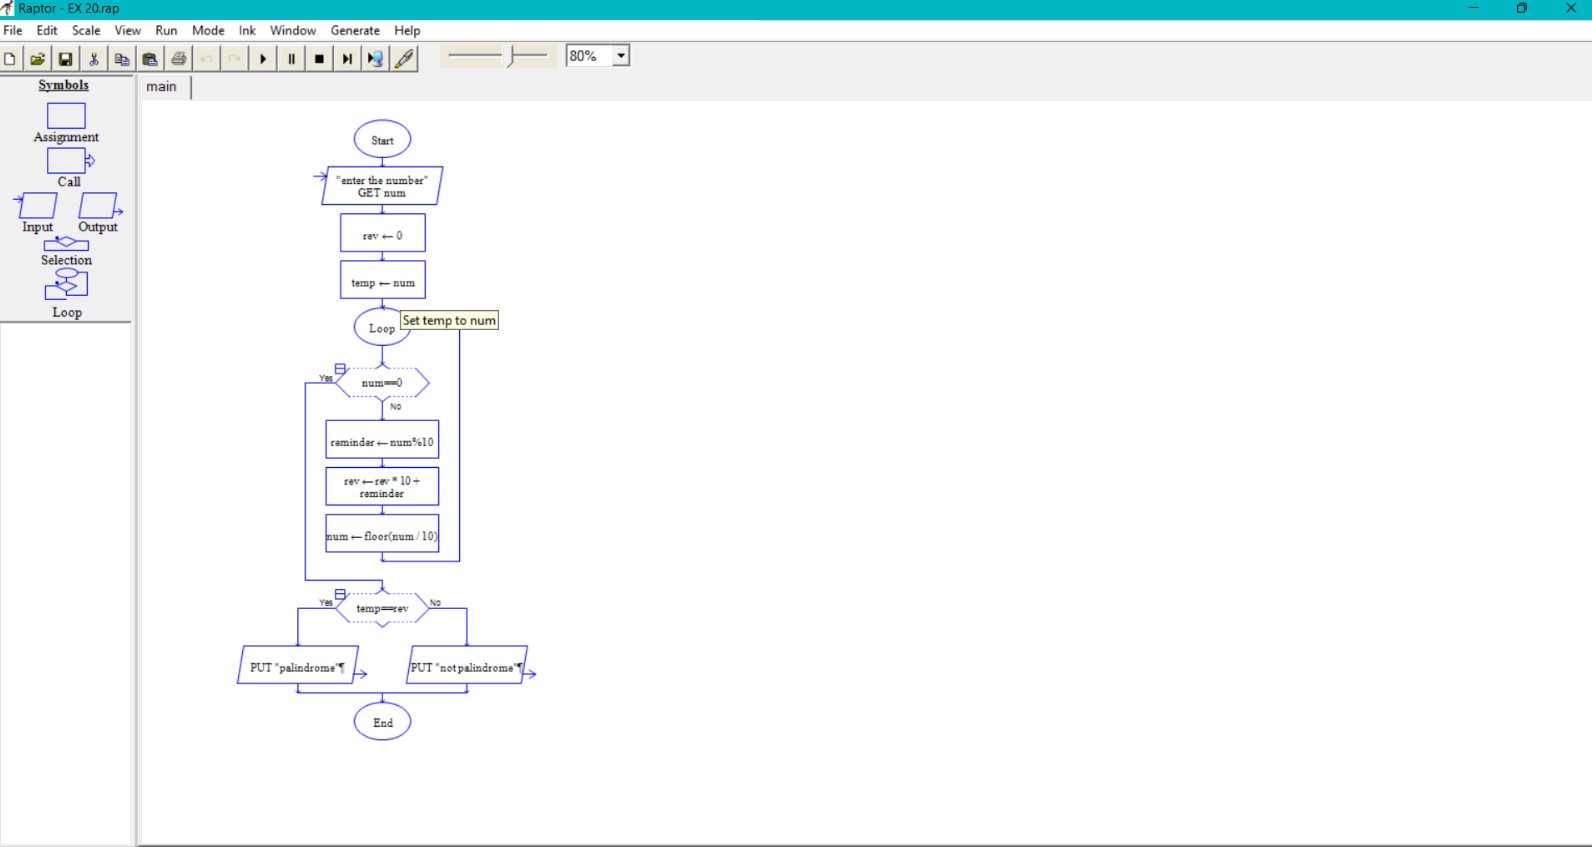 Raptor - EX 20.rap
File Edit Scale View Run Mode Ink Window Generate Help
80%
Symbols
Assignment
Call
Input Output
Selection
Loop
main
Start
"enter the number"
GET num
rev ← 0
temp ← num
Loop
Set temp to num
Yes
num==0
No
reminder ← num%10
rev ← rev * 10 +
reminder
num ← floor(num / 10)
Yes
temp==rev
No
PUT "palindrome"¶
PUT "not palindrome"¶
End